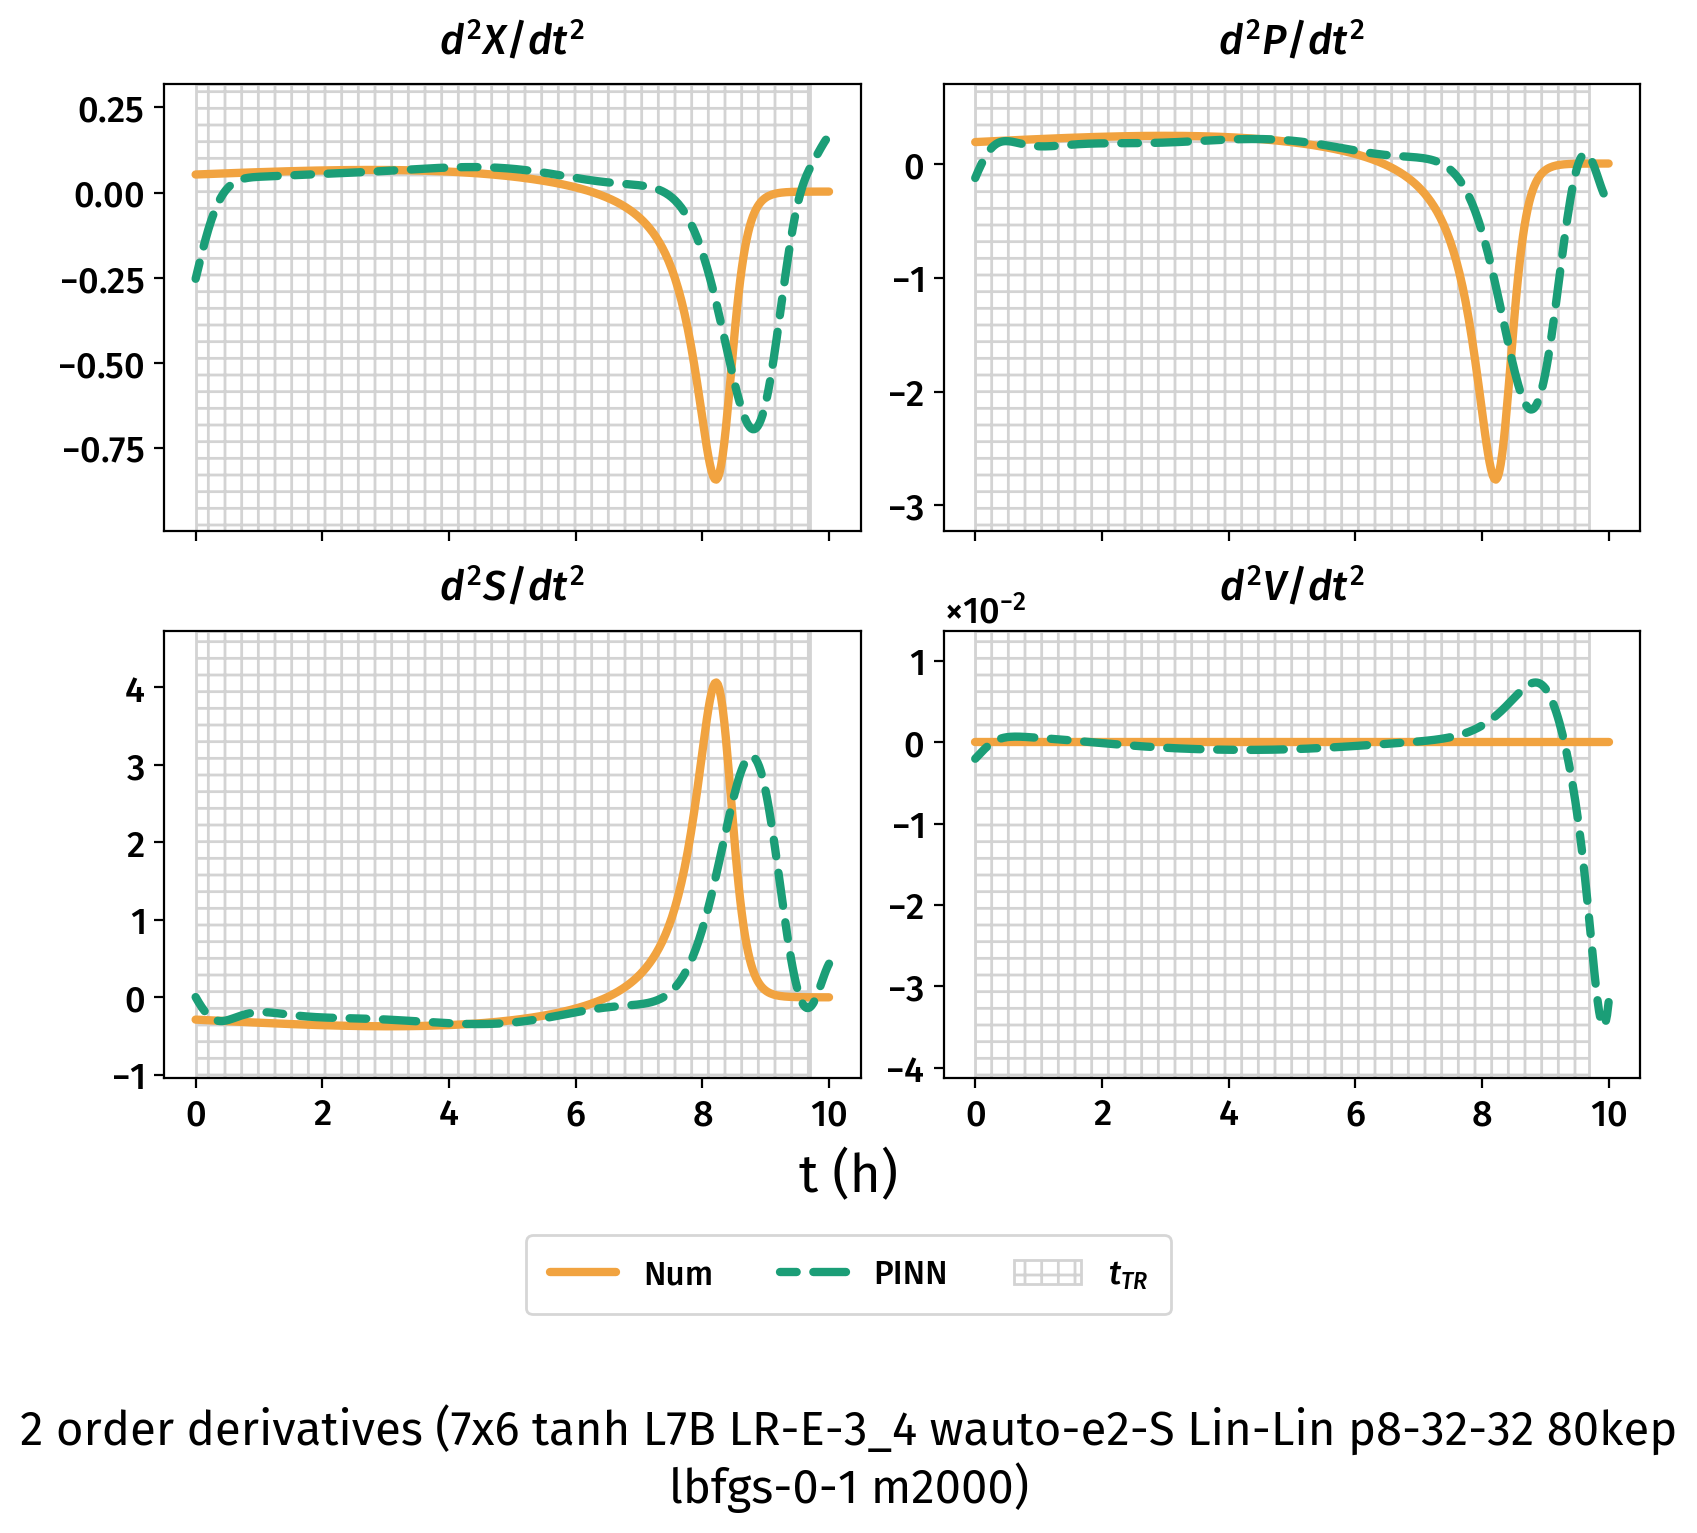 d²X/dt²
d²P/dt²
0.25
0.00
−0.25
−0.50
−0.75
0
−1
−2
−3
d²S/dt²
d²V/dt²
×10⁻²
4
3
2
1
0
−1
1
0
−1
−2
−3
−4
0 2 4 6 8 10
0 2 4 6 8 10
t (h)
Num PINN t_TR
2 order derivatives (7x6 tanh L7B LR-E-3_4 wauto-e2-S Lin-Lin p8-32-32 80kep
lbfgs-0-1 m2000)